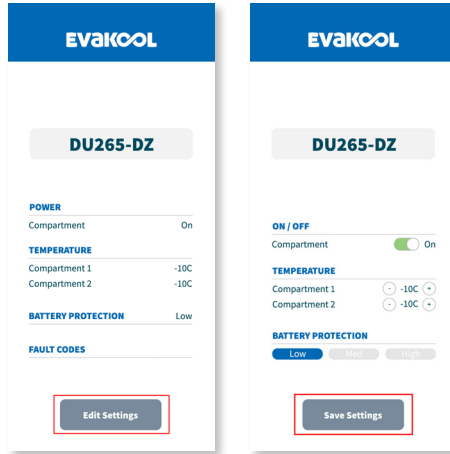 EVaKOOL
DU265-DZ
POWER
Compartment On
TEMPERATURE
Compartment 1 -10C
Compartment 2 -10C
BATTERY PROTECTION Low
FAULT CODES
Edit Settings
EVaKOOL
DU265-DZ
ON / OFF
Compartment On
TEMPERATURE
Compartment 1 - -10C +
Compartment 2 - -10C +
BATTERY PROTECTION
Low Med High
Save Settings